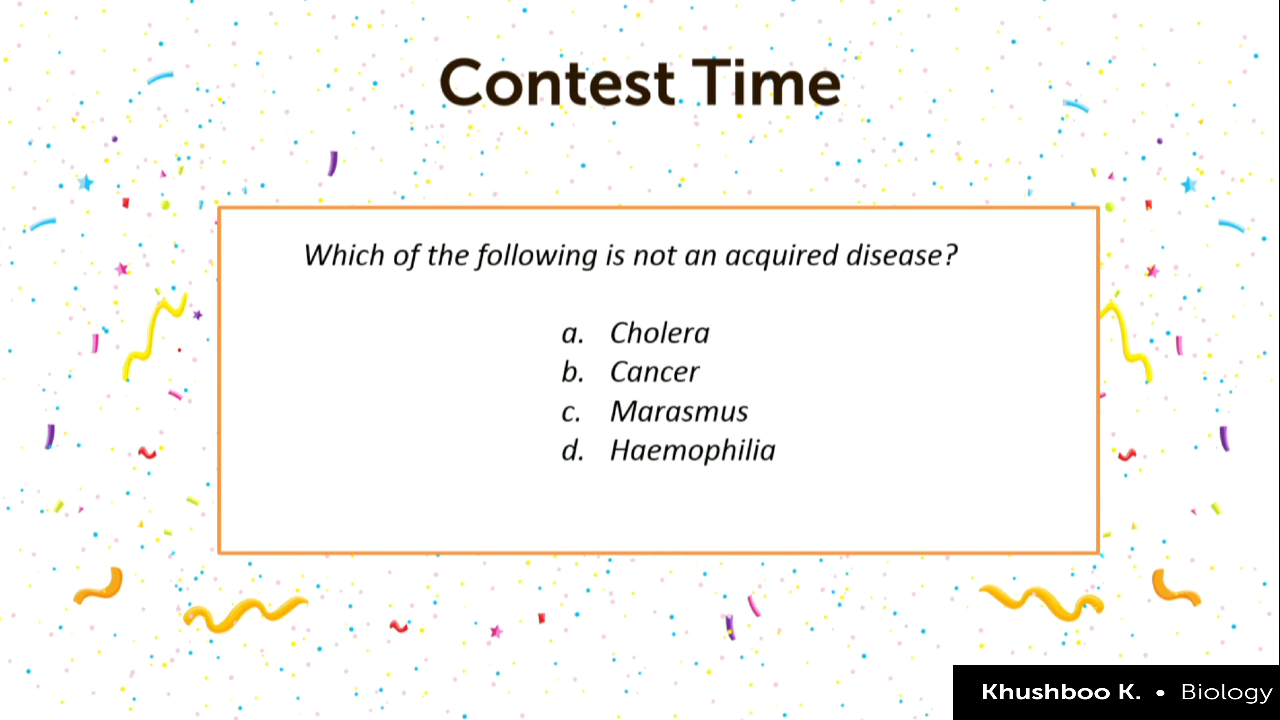 Contest Time
Which of the following is not an acquired disease?
a. Cholera
b. Cancer
c. Marasmus
d. Haemophilia
Khushboo K. • Biology